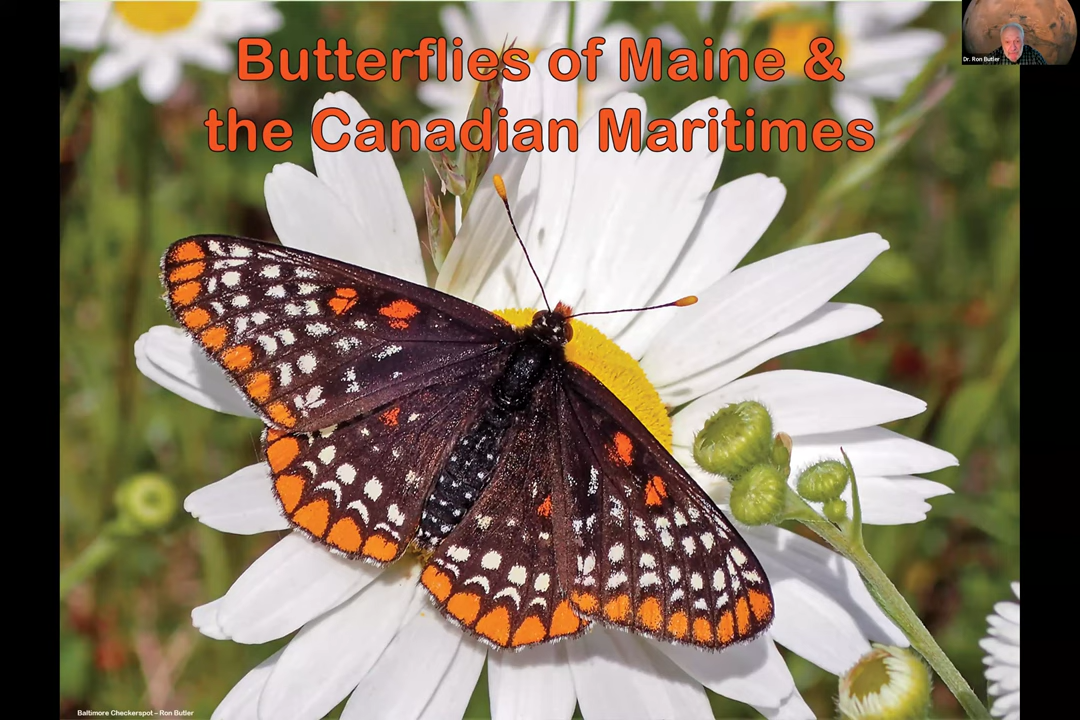 Butterflies of Maine &
the Canadian Maritimes
Dr. Ron Butler
Baltimore Checkerspot – Ron Butler